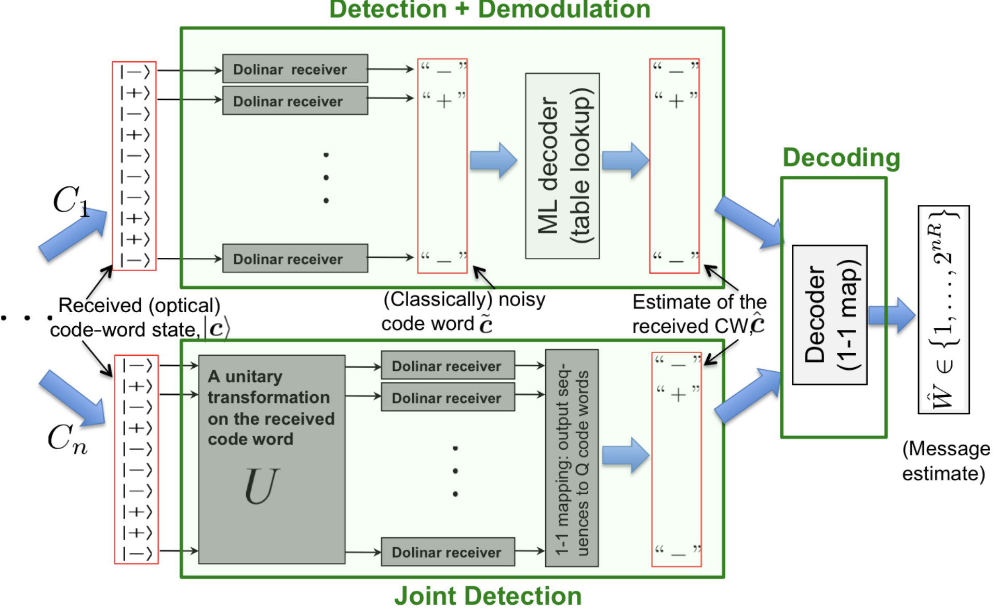 Detection + Demodulation
|−⟩
|+⟩
|−⟩
|+⟩
|−⟩
|−⟩
|−⟩
|+⟩
|+⟩
|−⟩
Dolinar receiver
Dolinar receiver
Dolinar receiver
“ − ”
“ + ”
“ − ”
ML decoder
(table lookup)
“ − ”
“ + ”
“ − ”
C₁
Received (optical)
code-word state, |c⟩
(Classically) noisy
code word c̃
Estimate of the
received CW, ĉ
Cₙ
|−⟩
|+⟩
|−⟩
|+⟩
|−⟩
|−⟩
|−⟩
|+⟩
|+⟩
|−⟩
A unitary
transformation
on the received
code word
U
Dolinar receiver
Dolinar receiver
Dolinar receiver
1-1 mapping: output seq-
uences to Q code words
“ − ”
“ + ”
“ − ”
Joint Detection
Decoding
Decoder
(1-1 map)
Ŵ ∈ {1, . . . , 2ⁿᴿ}
(Message
estimate)